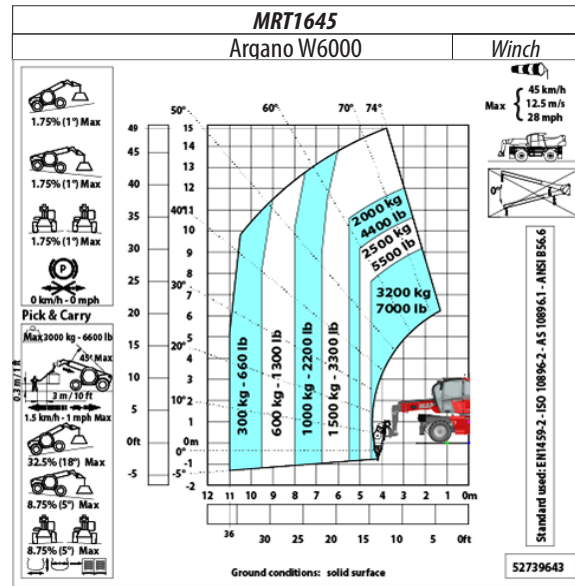 MRT1645
Argano W6000
Winch
1.75% (1°) Max
1.75% (1°) Max
1.75% (1°) Max
P
0 km/h - 0 mph
Pick & Carry
Max 3000 kg - 6600 lb
45° Max
0.3 m / 1 ft
3 m / 10 ft
1.5 km/h - 1 mph Max
32.5% (18°) Max
8.75% (5°) Max
8.75% (5°) Max
49
45
40
35
30
25
20
15
10
5
0ft
-5
15
14
13
12
11
10
9
8
7
6
5
4
3
2
1
0m
-1
-2
-5°
0°
10°
20°
30°
40°
50°
60°
70°
74°
2000 kg
4400 lb
2500 kg
5500 lb
3200 kg
7000 lb
300 kg - 660 lb
600 kg - 1300 lb
1000 kg - 2200 lb
1500 kg - 3300 lb
12 11 10 9 8 7 6 5 4 3 2 1 0m
36 30 25 20 15 10 5 0ft
Ground conditions: solid surface
Max
45 km/h
12.5 m/s
28 mph
0°
Standard used: EN1459-2 - ISO 10896-2 - AS 10896.1 - ANSI B56.6
52739643